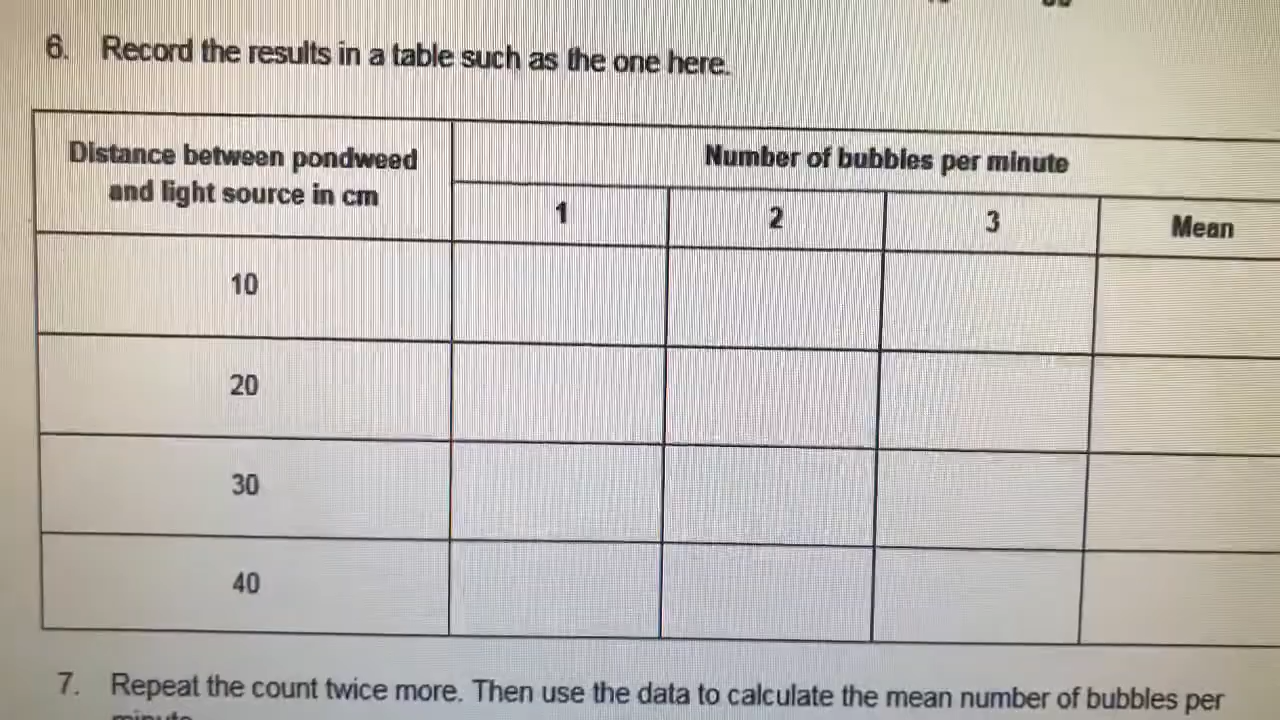 6. Record the results in a table such as the one here.
Distance between pondweed
and light source in cm
Number of bubbles per minute
1 2 3 Mean
10
20
30
40
7. Repeat the count twice more. Then use the data to calculate the mean number of bubbles per
minute